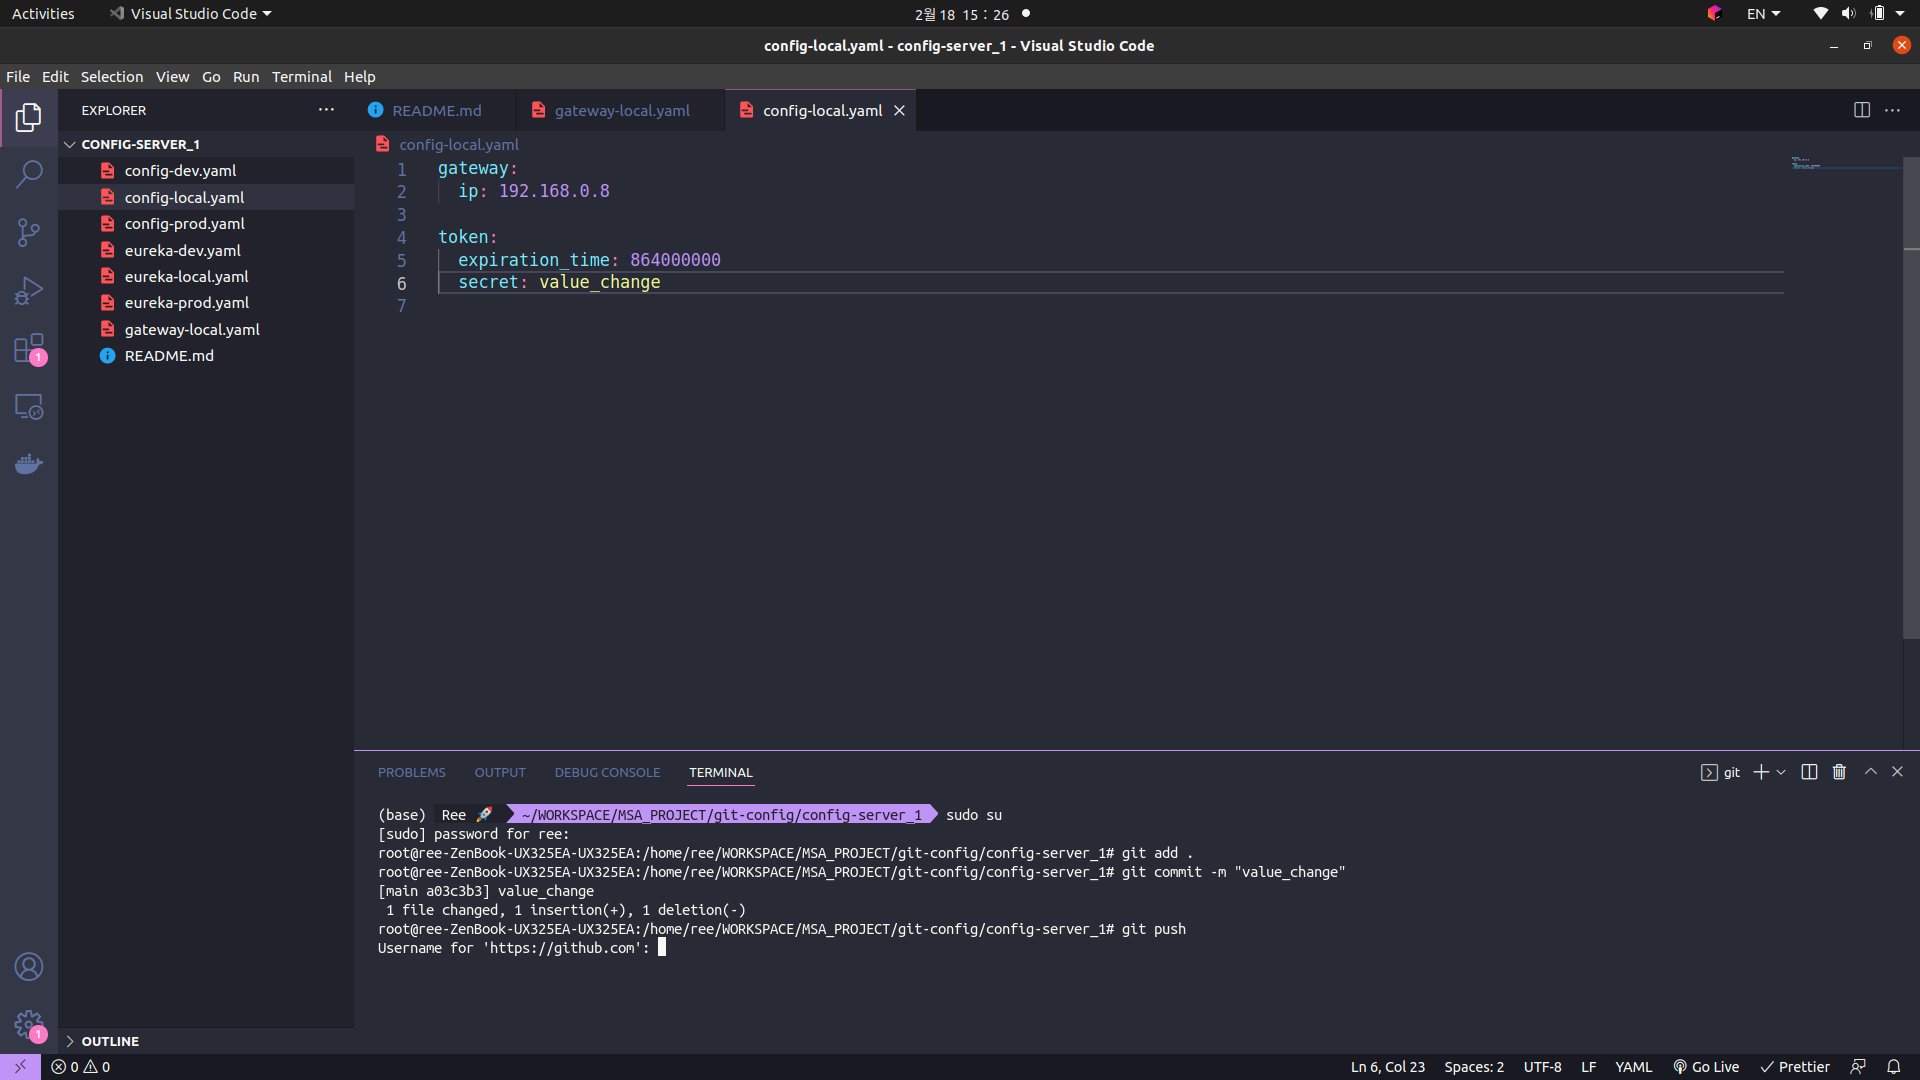 Activities
Visual Studio Code
2월 18 15 : 26
EN
config-local.yaml - config-server_1 - Visual Studio Code
File Edit Selection View Go Run Terminal Help
EXPLORER
README.md
gateway-local.yaml
config-local.yaml
CONFIG-SERVER_1
config-dev.yaml
config-local.yaml
config-prod.yaml
eureka-dev.yaml
eureka-local.yaml
eureka-prod.yaml
gateway-local.yaml
README.md
1
config-local.yaml
1 gateway:
2 ip: 192.168.0.8
3
4 token:
5 expiration_time: 864000000
6 secret: value_change
7
PROBLEMS OUTPUT DEBUG CONSOLE TERMINAL
git
(base) Ree 🚀 ~/WORKSPACE/MSA_PROJECT/git-config/config-server_1 sudo su
[sudo] password for ree:
root@ree-ZenBook-UX325EA-UX325EA:/home/ree/WORKSPACE/MSA_PROJECT/git-config/config-server_1# git add .
root@ree-ZenBook-UX325EA-UX325EA:/home/ree/WORKSPACE/MSA_PROJECT/git-config/config-server_1# git commit -m "value_change"
[main a03c3b3] value_change
1 file changed, 1 insertion(+), 1 deletion(-)
root@ree-ZenBook-UX325EA-UX325EA:/home/ree/WORKSPACE/MSA_PROJECT/git-config/config-server_1# git push
Username for 'https://github.com':
1
OUTLINE
0 0
Ln 6, Col 23
Spaces: 2
UTF-8
LF
YAML
Go Live
Prettier